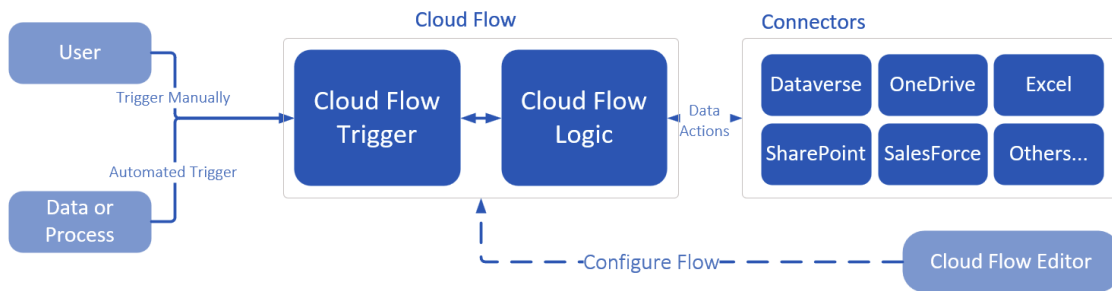 Cloud Flow
Connectors
User
Trigger Manually
Automated Trigger
Data or
Process
Cloud Flow
Trigger
Cloud Flow
Logic
Data
Actions
Dataverse
OneDrive
Excel
SharePoint
SalesForce
Others...
Configure Flow
Cloud Flow Editor